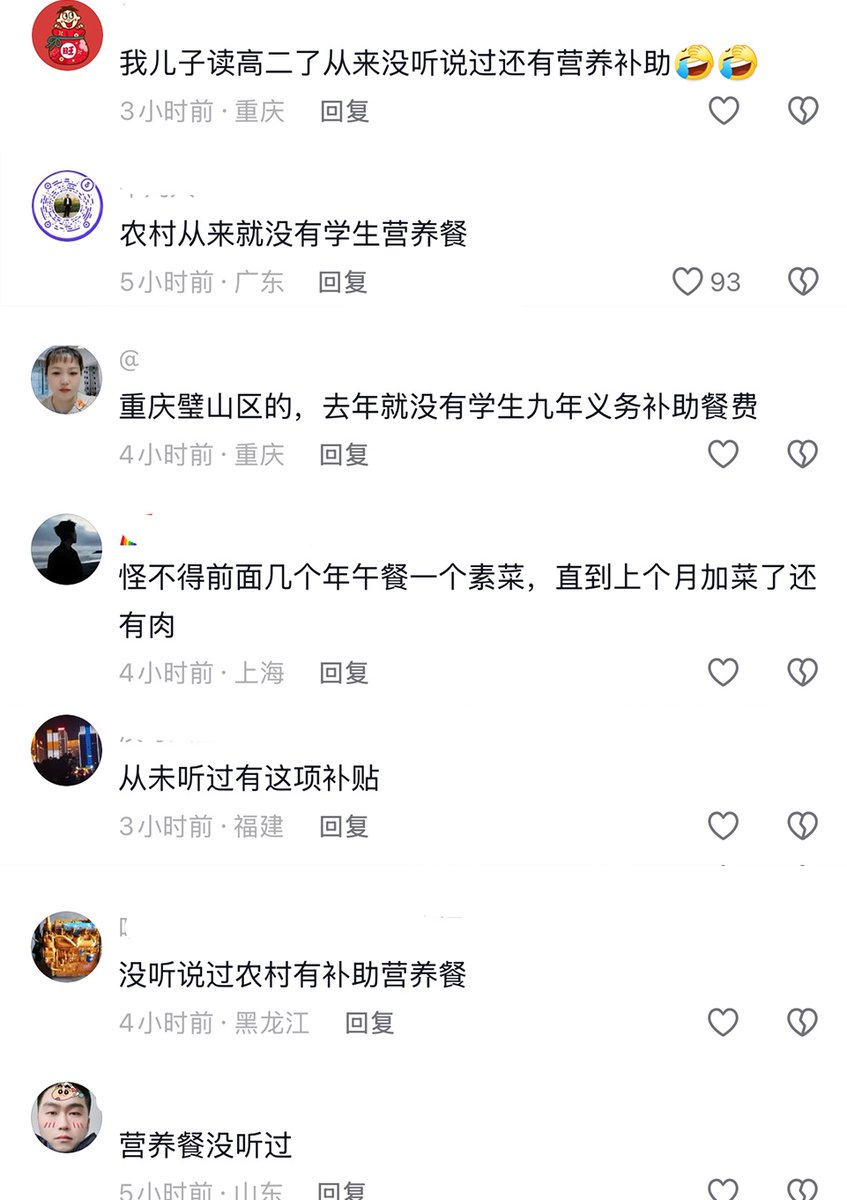 我儿子读高二了从来没听说过还有营养补助🤣🤣
3小时前·重庆 回复
农村从来就没有学生营养餐
5小时前·广东 回复 93
@
重庆璧山区的，去年就没有学生九年义务补助餐费
4小时前·重庆 回复
怪不得前面几个年午餐一个素菜，直到上个月加菜了还
有肉
4小时前·上海 回复
从未听过有这项补贴
3小时前·福建 回复
没听说过农村有补助营养餐
4小时前·黑龙江 回复
营养餐没听过
5小时前·山东 回复